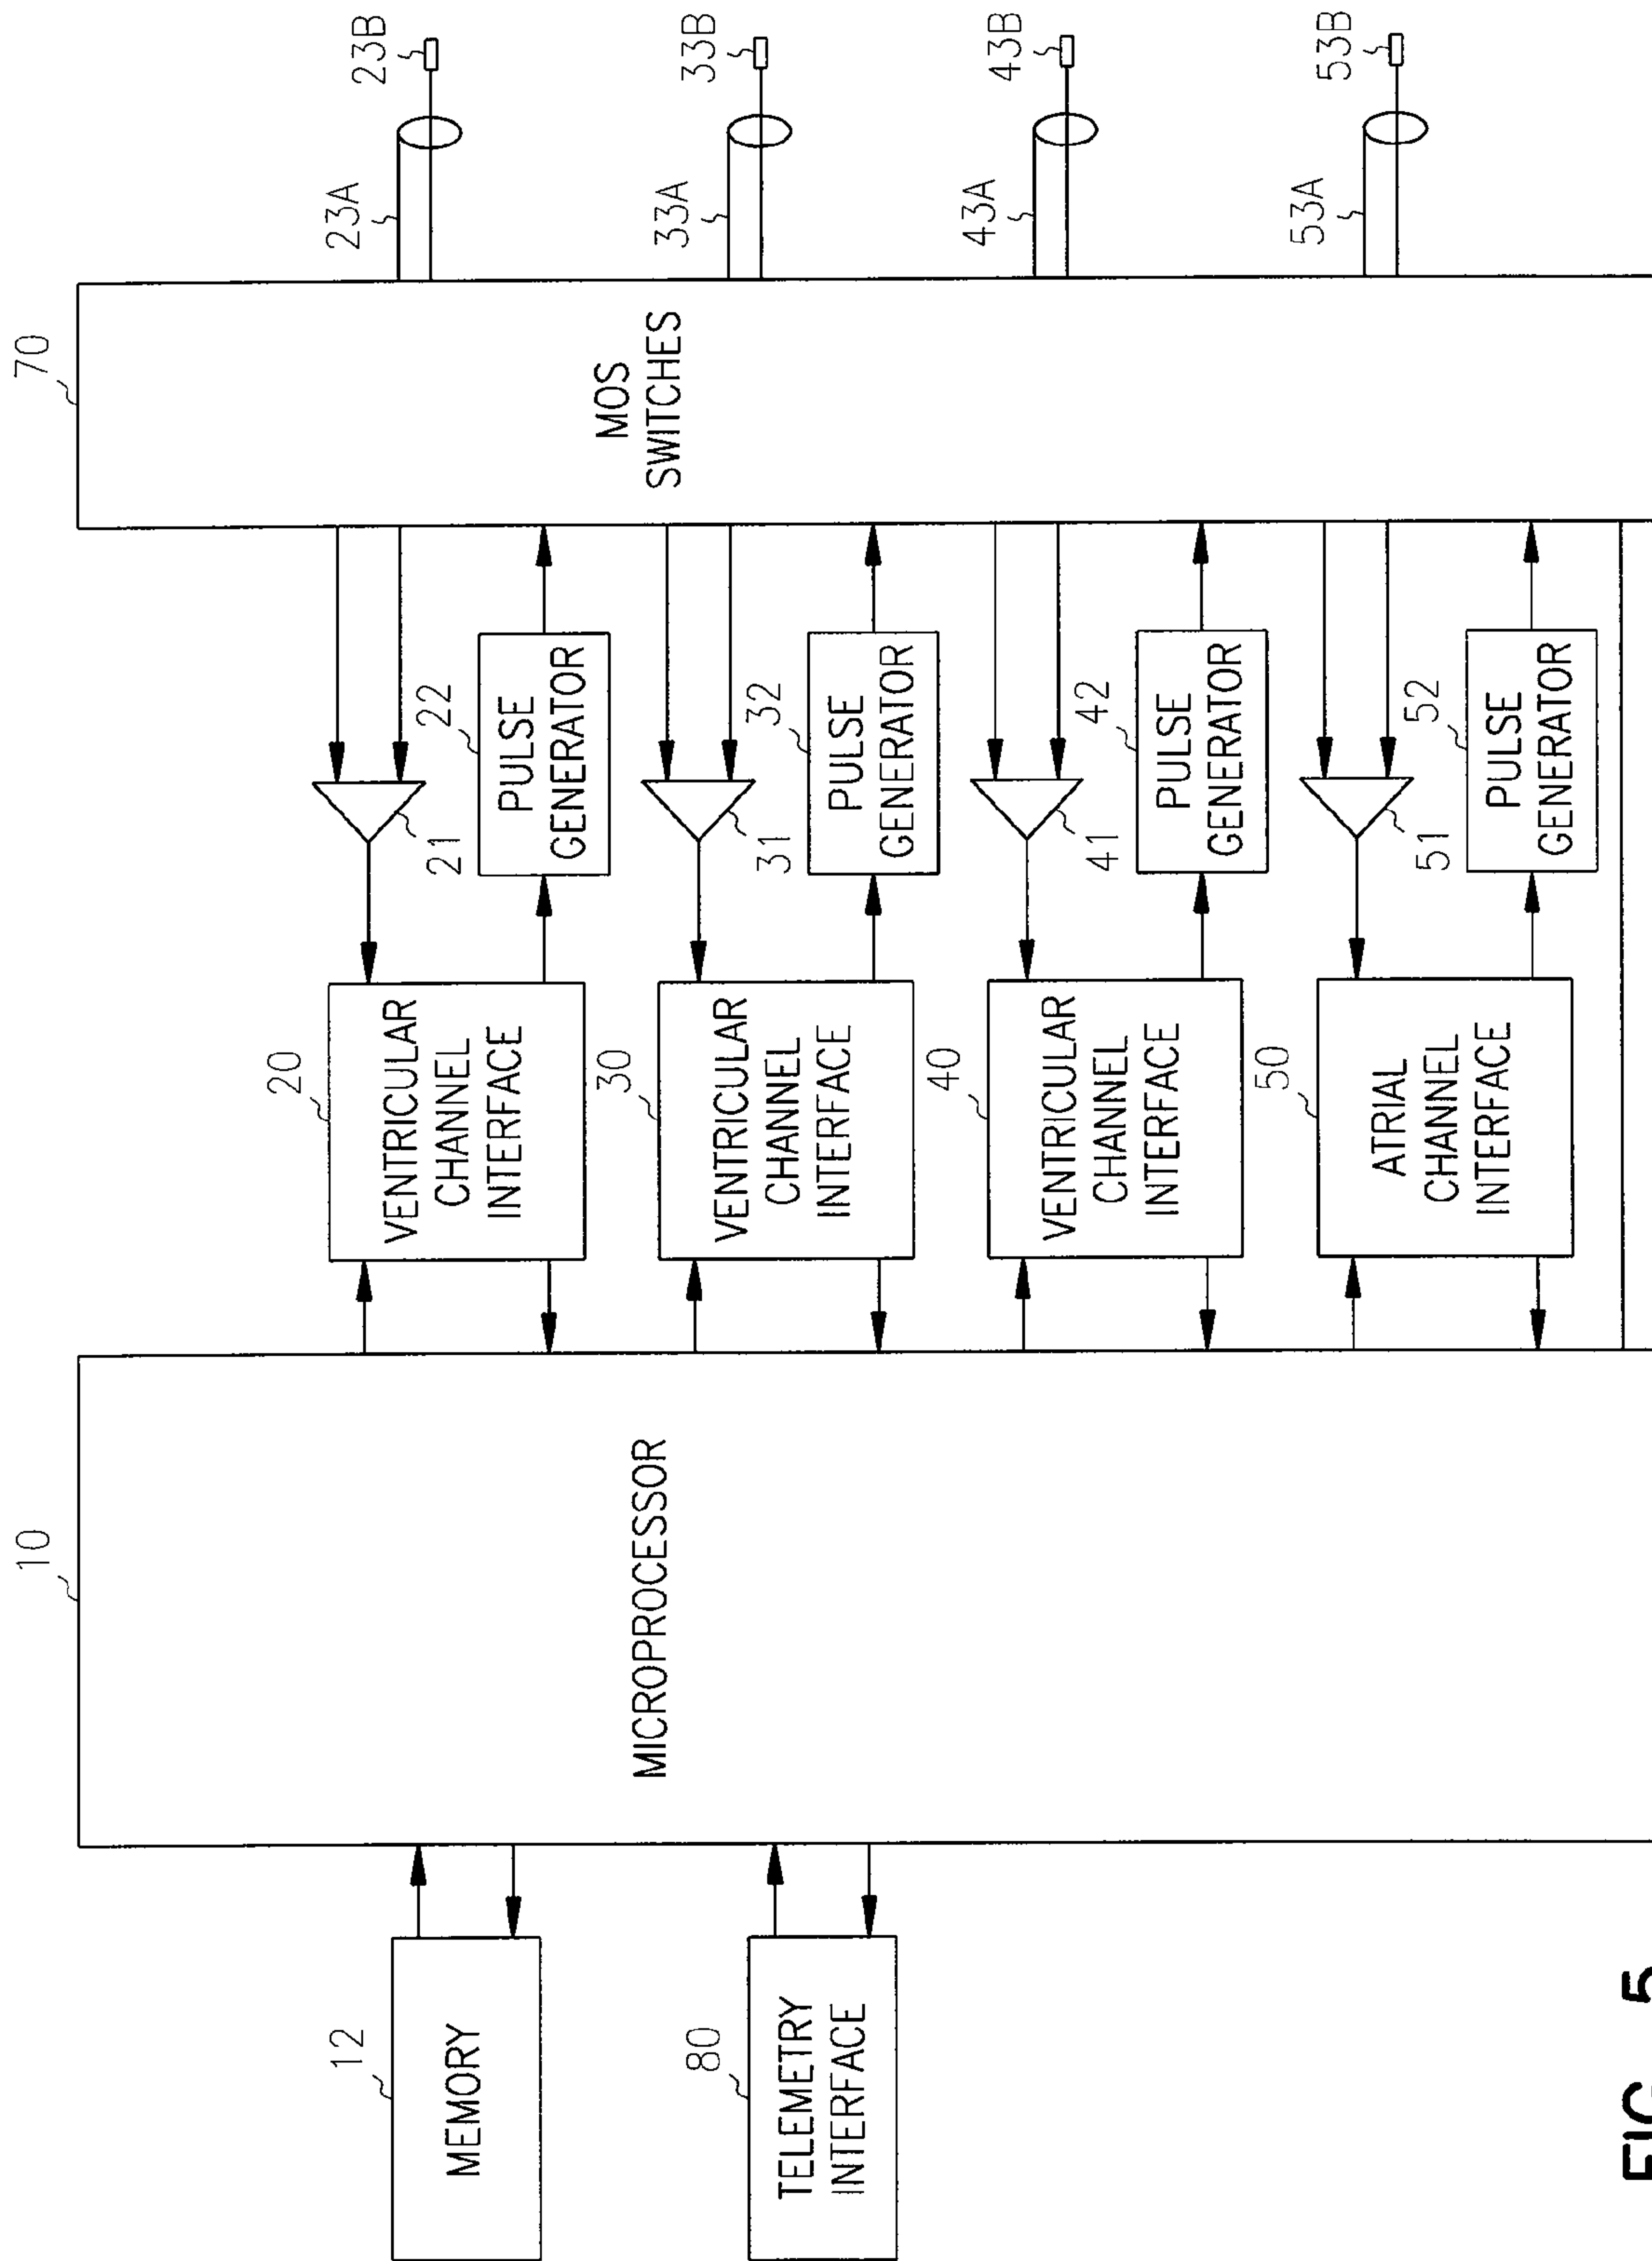 10
70
20
23A
23B
12
MEMORY
VENTRICULAR
CHANNEL
INTERFACE
21
22
PULSE
GENERATOR
MICROPROCESSOR
MOS
SWITCHES
30
33A
33B
80
TELEMETRY
INTERFACE
VENTRICULAR
CHANNEL
INTERFACE
31
32
PULSE
GENERATOR
40
43A
43B
VENTRICULAR
CHANNEL
INTERFACE
41
42
PULSE
GENERATOR
50
53A
53B
ATRIAL
CHANNEL
INTERFACE
51
52
PULSE
GENERATOR
FIG 5